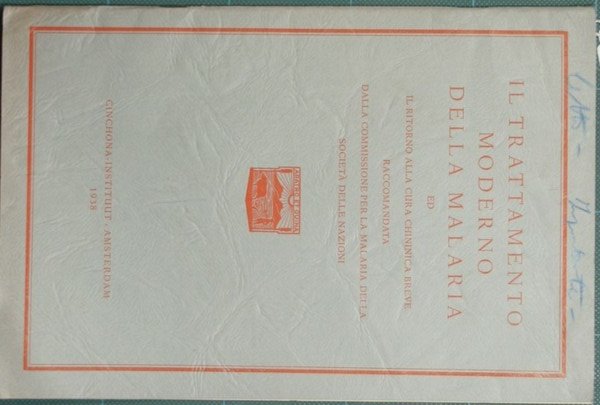 IL TRATTAMENTO
MODERNO
DELLA MALARIA
ED
IL RITORNO ALLA CURA CHININICA BREVE
RACCOMANDATA
DALLA COMMISSIONE PER LA MALARIA DELLA
SOCIETÀ DELLE NAZIONI
CINCHONA-INSTITUUT - AMSTERDAM
1938